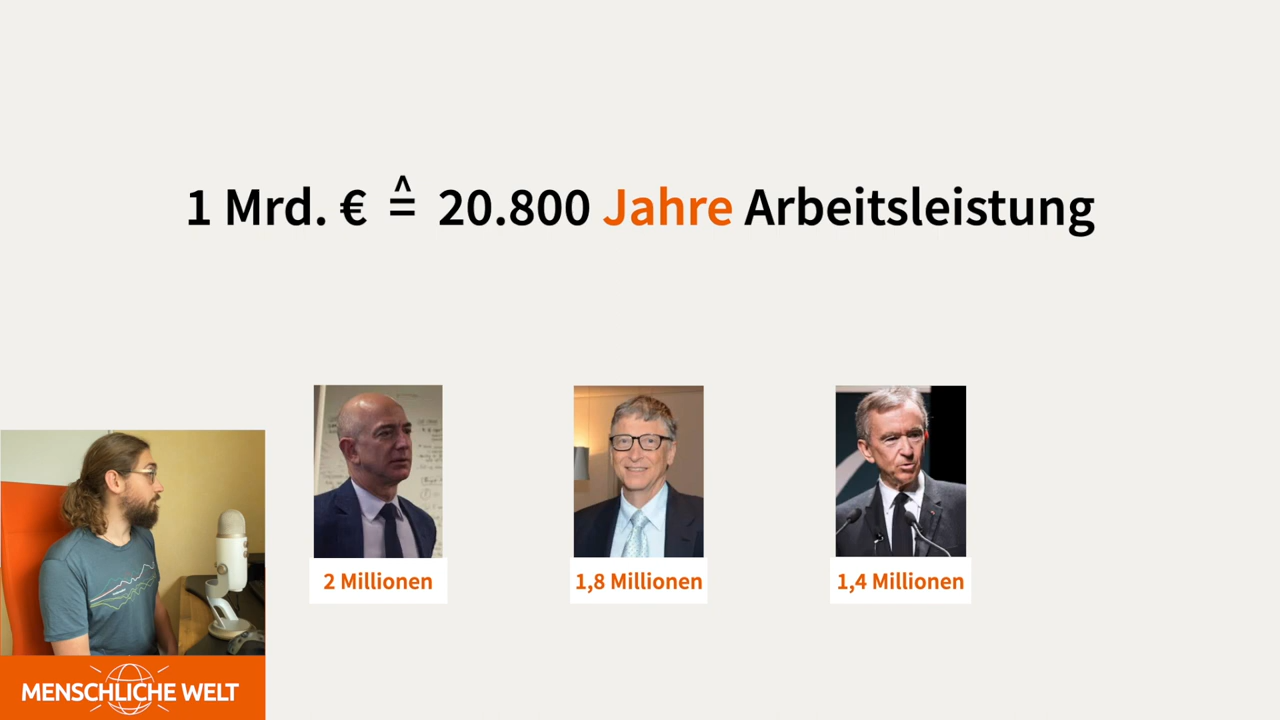 1 Mrd. € ≙ 20.800 Jahre Arbeitsleistung
2 Millionen
1,8 Millionen
1,4 Millionen
MENSCHLICHE WELT